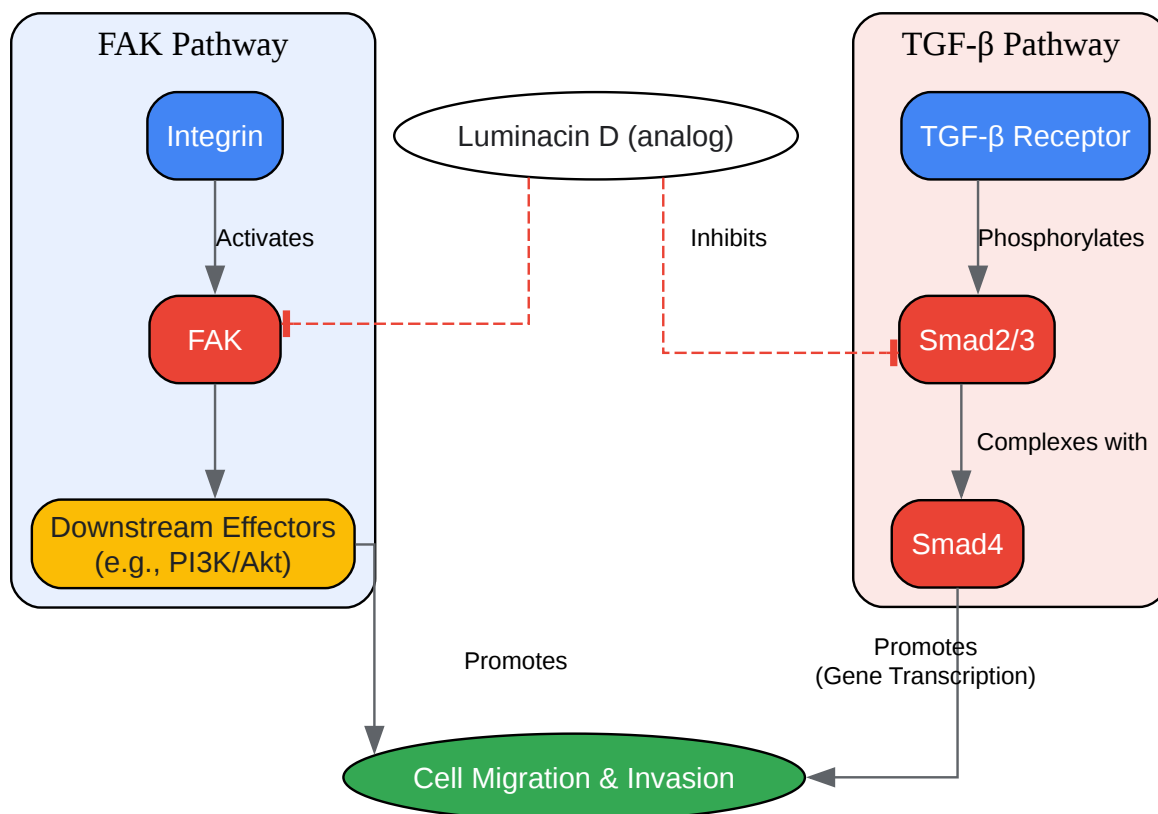 FAK Pathway
TGF-β Pathway
Integrin
Luminacin D (analog)
TGF-β Receptor
Activates
Inhibits
Phosphorylates
FAK
Smad2/3
Complexes with
Downstream Effectors
(e.g., PI3K/Akt)
Smad4
Promotes
Promotes
(Gene Transcription)
Cell Migration & Invasion